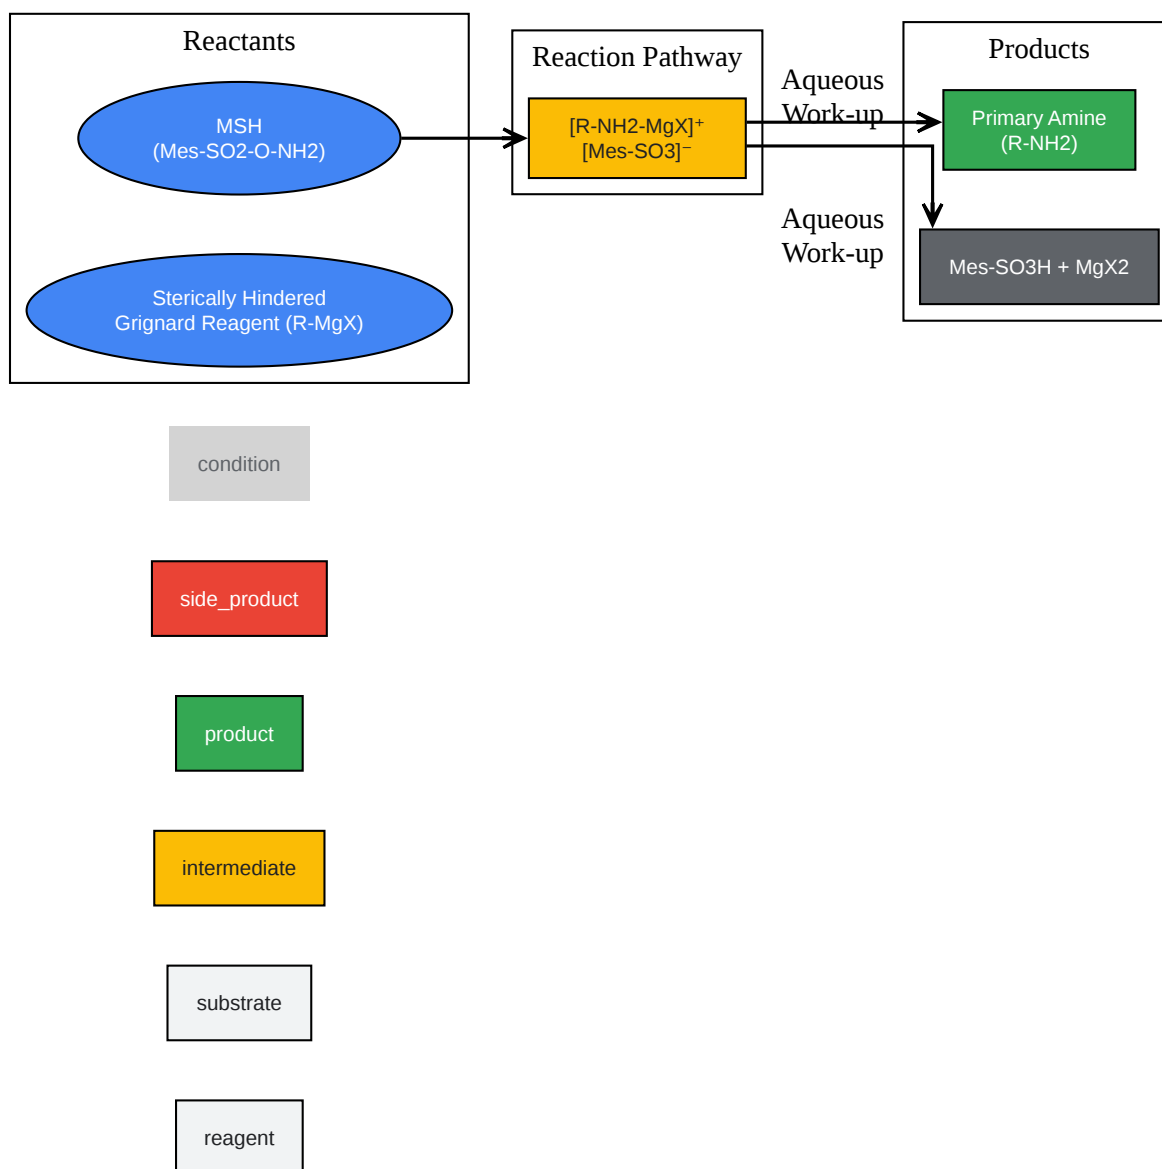 Reactants
MSH
(Mes-SO2-O-NH2)
Sterically Hindered
Grignard Reagent (R-MgX)
Reaction Pathway
[R-NH2-MgX]⁺
[Mes-SO3]⁻
Aqueous
Work-up
Aqueous
Work-up
Products
Primary Amine
(R-NH2)
Mes-SO3H + MgX2
condition
side_product
product
intermediate
substrate
reagent